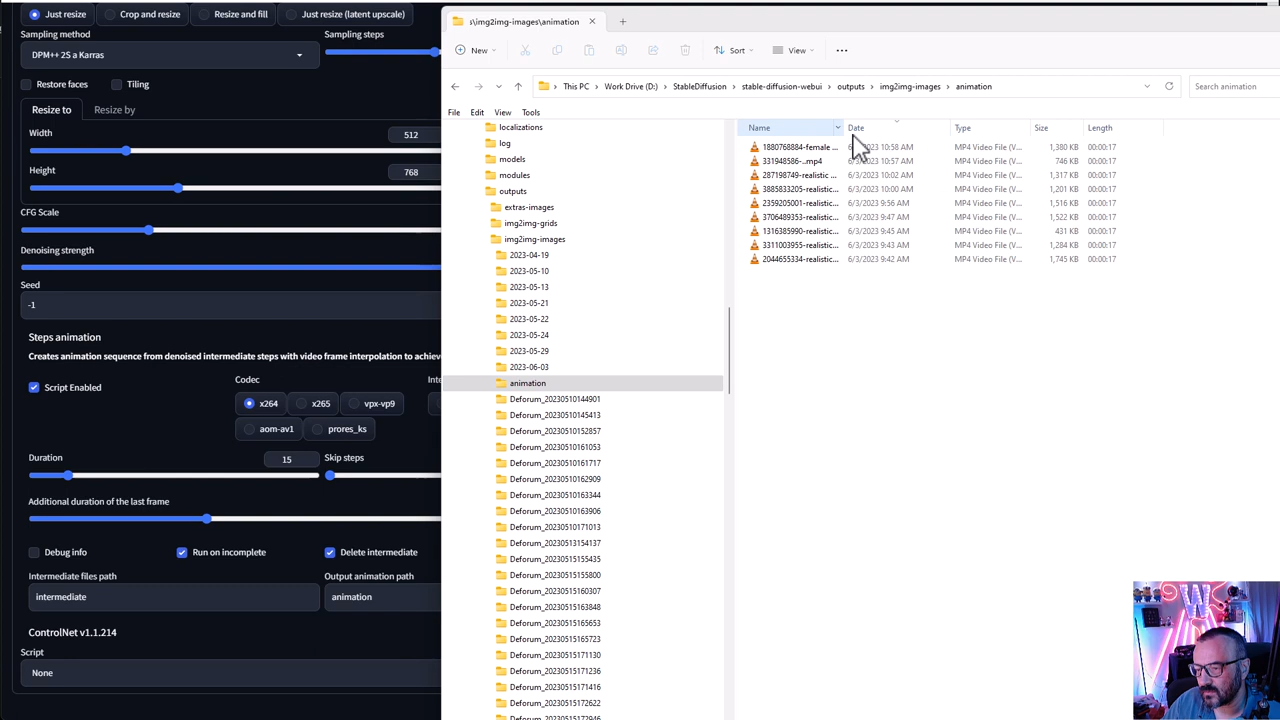 Just resize
Crop and resize
Resize and fill
Just resize (latent upscale)
Sampling method
Sampling steps
DPM++ 2S a Karras
Restore faces
Tiling
Resize to
Resize by
Width
512
Height
768
CFG Scale
Denoising strength
Seed
-1
Steps animation
Creates animation sequence from denoised intermediate steps with video frame interpolation to achiev
Script Enabled
Codec
x264
x265
vpx-vp9
aom-av1
prores_ks
Duration
15
Skip steps
Additional duration of the last frame
Debug info
Run on incomplete
Delete intermediate
Intermediate files path
Output animation path
intermediate
animation
ControlNet v1.1.214
Script
None
s\img2img-images\animation
New
Sort
View
This PC > Work Drive (D:) > StableDiffusion > stable-diffusion-webui > outputs > img2img-images > animation
Search animation
File Edit View Tools
localizations
log
models
modules
outputs
extras-images
img2img-grids
img2img-images
2023-04-19
2023-05-10
2023-05-13
2023-05-21
2023-05-22
2023-05-24
2023-05-29
2023-06-03
animation
Deforum_20230510144901
Deforum_20230510145413
Deforum_20230510152857
Deforum_20230510161053
Deforum_20230510161717
Deforum_20230510162909
Deforum_20230510163344
Deforum_20230510163906
Deforum_20230510171013
Deforum_20230513154137
Deforum_20230515155435
Deforum_20230515155800
Deforum_20230515160307
Deforum_20230515163848
Deforum_20230515165653
Deforum_20230515165723
Deforum_20230515171130
Deforum_20230515171236
Deforum_20230515171416
Deforum_20230515172622
Deforum_20230515172946
Name Date Type Size Length
1880768884-female ... 2023 10:58 AM MP4 Video File (V... 1,380 KB 00:00:17
331948586-..mp4 2023 10:57 AM MP4 Video File (V... 746 KB 00:00:17
287198749-realistic ... 6/3/2023 10:02 AM MP4 Video File (V... 1,317 KB 00:00:17
3885833205-realistic... 6/3/2023 10:00 AM MP4 Video File (V... 1,201 KB 00:00:17
2359205001-realistic... 6/3/2023 9:56 AM MP4 Video File (V... 1,516 KB 00:00:17
3706489353-realistic... 6/3/2023 9:47 AM MP4 Video File (V... 1,522 KB 00:00:17
1316385990-realistic... 6/3/2023 9:45 AM MP4 Video File (V... 431 KB 00:00:17
3311003955-realistic... 6/3/2023 9:43 AM MP4 Video File (V... 1,284 KB 00:00:17
2044655334-realistic... 6/3/2023 9:42 AM MP4 Video File (V... 1,745 KB 00:00:17